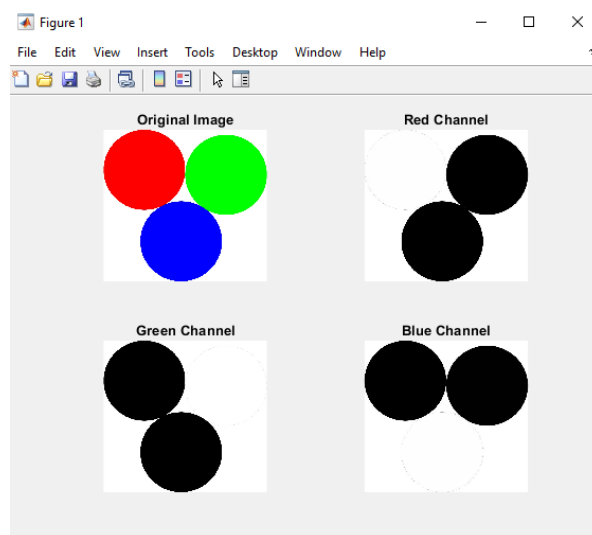 Figure 1
File Edit View Insert Tools Desktop Window Help
Original Image
Red Channel
Green Channel
Blue Channel